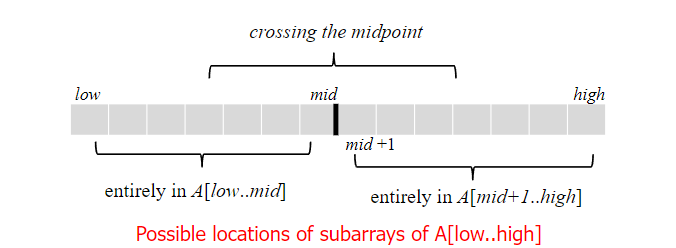 crossing the midpoint
low mid high
mid +1
entirely in A[low..mid] entirely in A[mid+1..high]
Possible locations of subarrays of A[low..high]